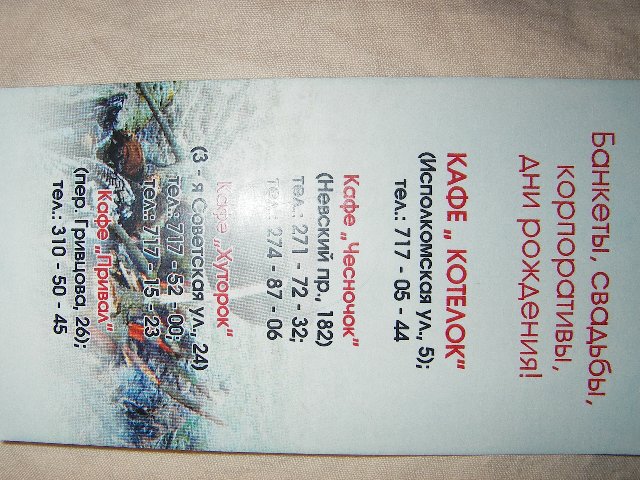 Банкеты, свадьбы,
корпоративы,
дни рождения!
КАФЕ „ КОТЕЛОК"
(Исполкомская ул., 5);
тел.: 717 - 05 - 44
Кафе „Чесночок"
(Невский пр., 182)
тел.: 271 - 72 - 32;
274 - 87 - 06
Кафе „Хуторок"
(3 - я Советская ул., 24)
тел.: 717 - 52 - 00;
тел.: 717 - 15 - 23
Кафе „Привал"
(пер. Гривцова, 26);
тел.: 310 - 50 - 45